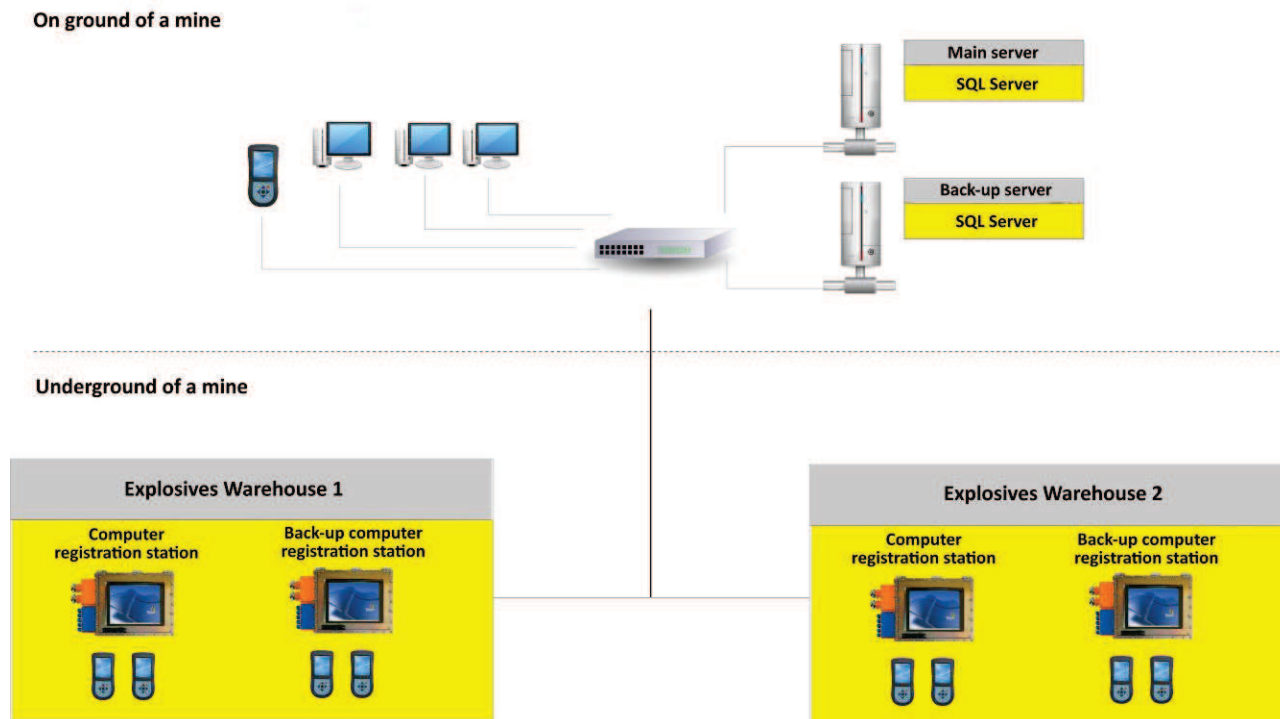 On ground of a mine
Main server
SQL Server
Back-up server
SQL Server
Underground of a mine
Explosives Warehouse 1
Computer
registration station
Back-up computer
registration station
Explosives Warehouse 2
Computer
registration station
Back-up computer
registration station